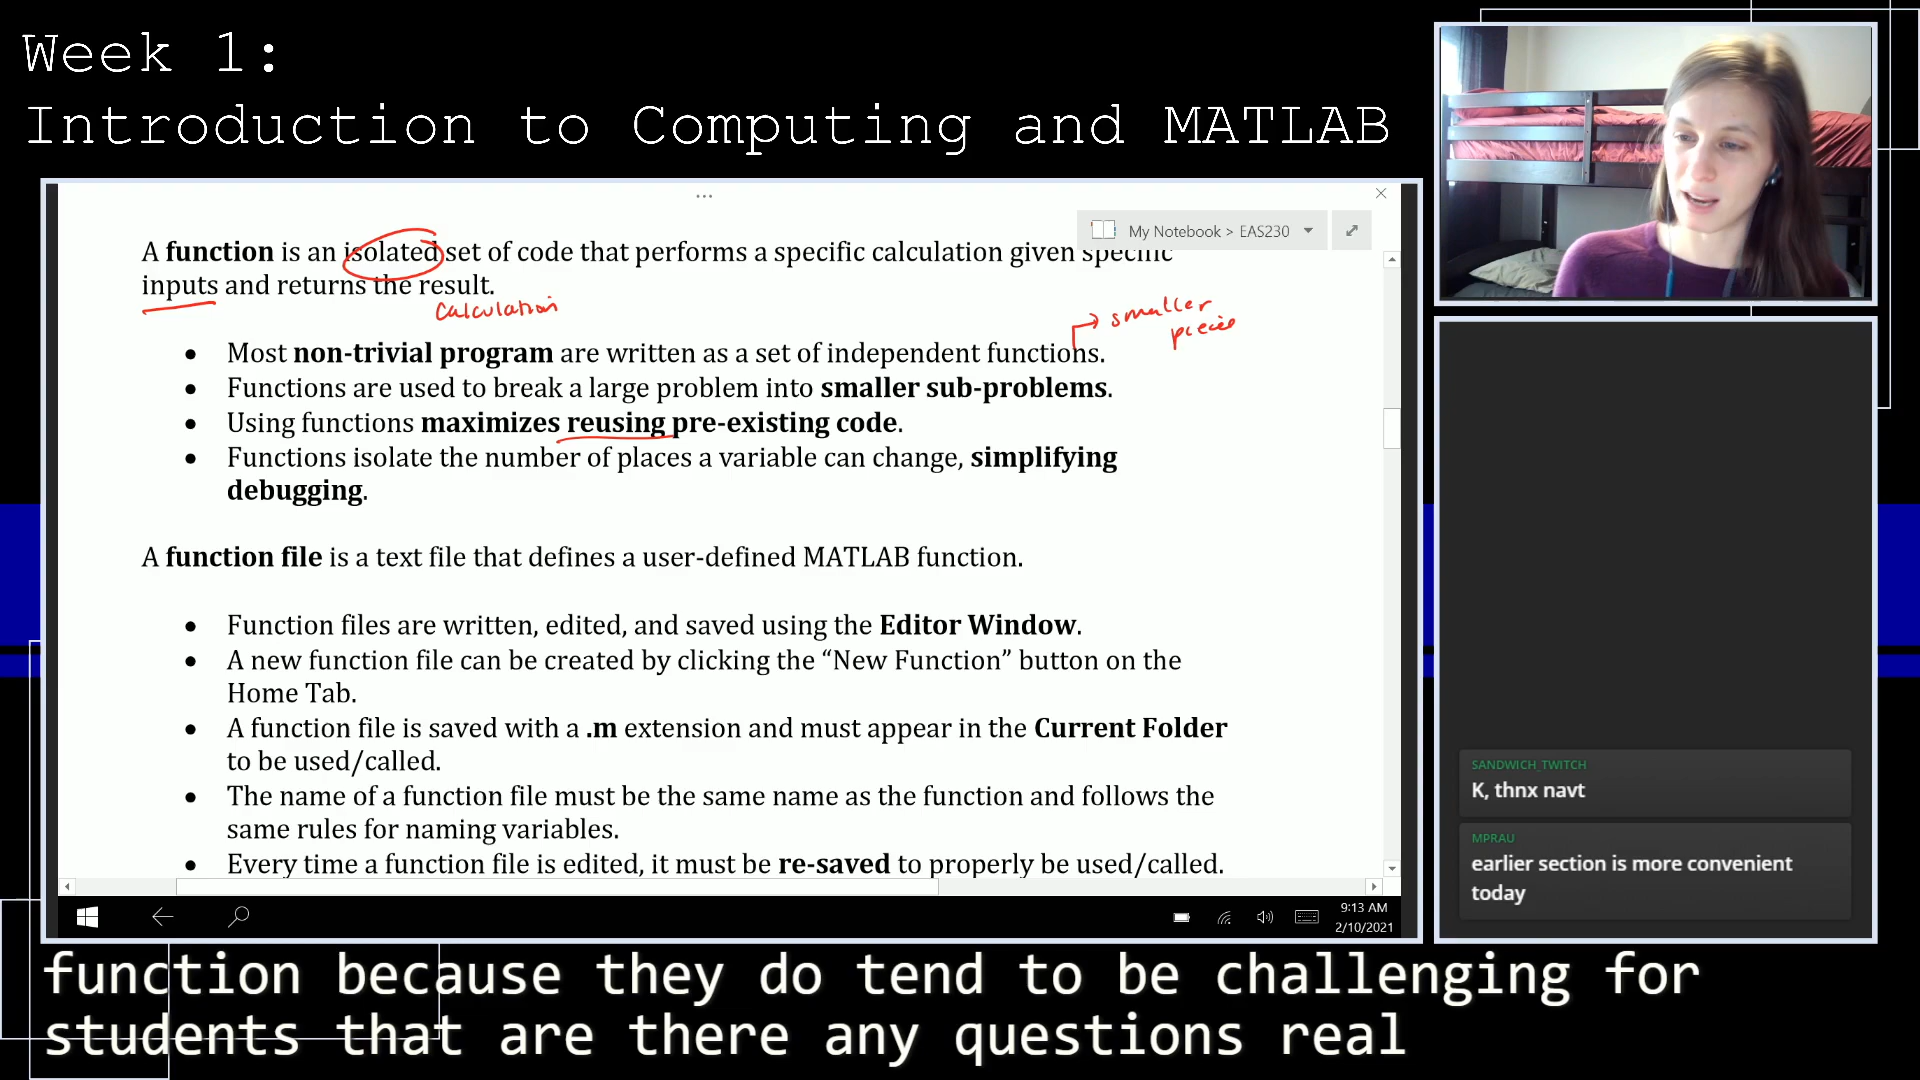 Week 1:
Introduction to Computing and MATLAB
My Notebook > EAS230
A function is an isolated set of code that performs a specific calculation given specific
inputs and returns the result.
calculation
smaller
pieces
• Most non-trivial program are written as a set of independent functions.
• Functions are used to break a large problem into smaller sub-problems.
• Using functions maximizes reusing pre-existing code.
• Functions isolate the number of places a variable can change, simplifying
debugging.
A function file is a text file that defines a user-defined MATLAB function.
• Function files are written, edited, and saved using the Editor Window.
• A new function file can be created by clicking the “New Function” button on the
Home Tab.
• A function file is saved with a .m extension and must appear in the Current Folder
to be used/called.
• The name of a function file must be the same name as the function and follows the
same rules for naming variables.
• Every time a function file is edited, it must be re-saved to properly be used/called.
9:13 AM
2/10/2021
SANDWICH_TWITCH
K, thnx navt
MPRAU
earlier section is more convenient
today
function because they do tend to be challenging for
students that are there any questions real